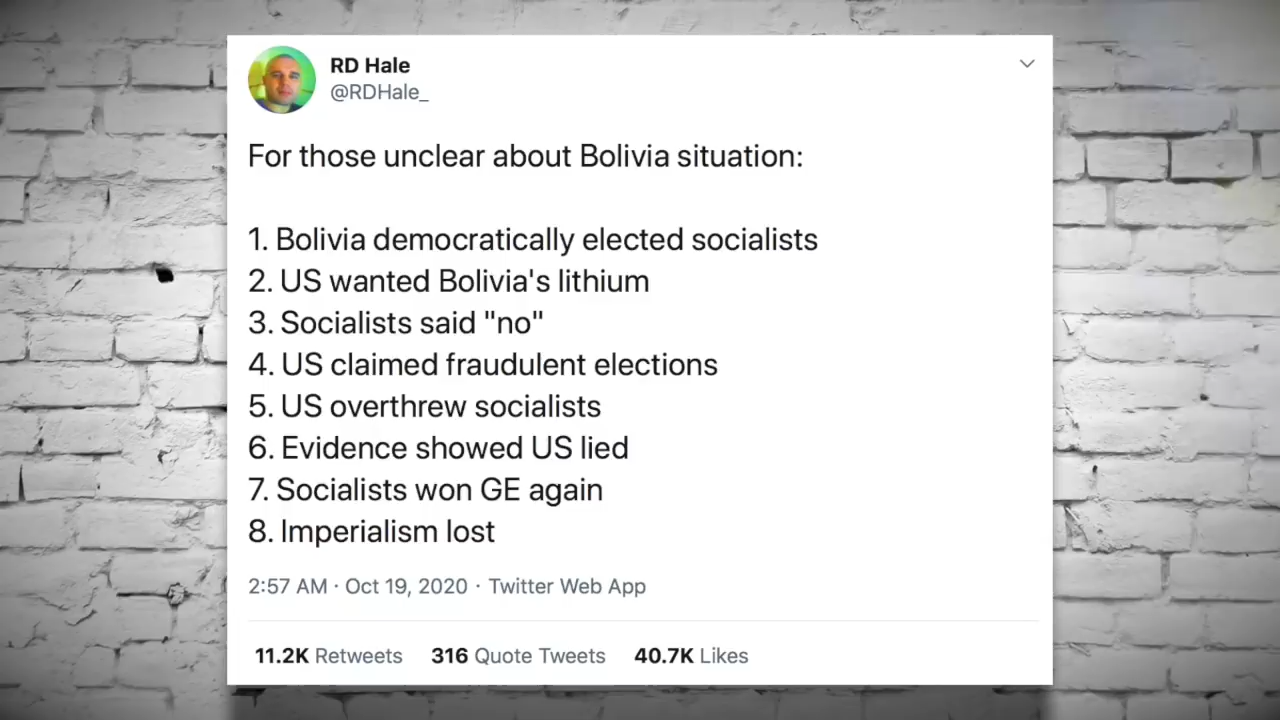 RD Hale
@RDHale_
For those unclear about Bolivia situation:
1. Bolivia democratically elected socialists
2. US wanted Bolivia's lithium
3. Socialists said "no"
4. US claimed fraudulent elections
5. US overthrew socialists
6. Evidence showed US lied
7. Socialists won GE again
8. Imperialism lost
2:57 AM · Oct 19, 2020 · Twitter Web App
11.2K Retweets 316 Quote Tweets 40.7K Likes